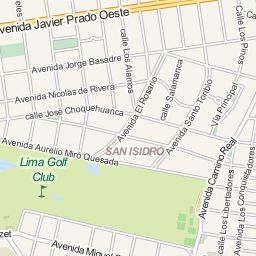 Avenida Javier Prado Oeste
Calle Los Pinos
calle Los Alamos
Avenida Jorge Basadre
calle Salamanca
Avenida El Rosario
Avenida Santo Toribio
Vía Principal
Avenida Nicolas de Rivera
calle José Choquehuanca
Avenida Aurelio Miró Quesada
SAN ISIDRO
Lima Golf
Club
Avenida Camino Real
Calle Los Libertadores
Avenida Los Conquistadores
Avenida Miguel
zet